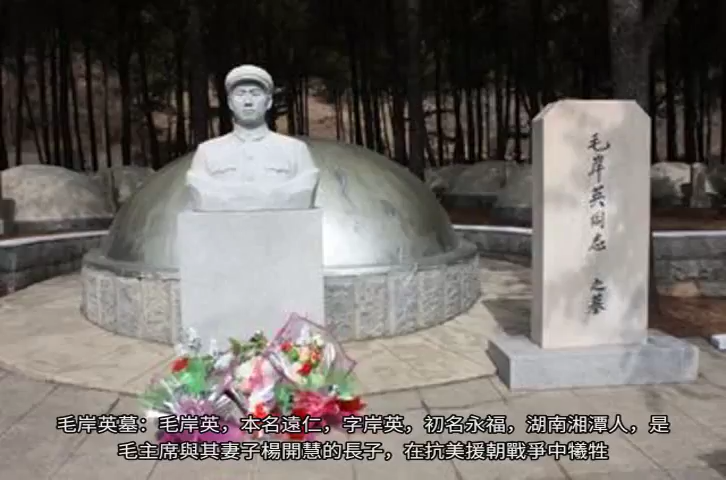 毛岸英同志之墓
毛岸英墓：毛岸英，本名遠仁，字岸英，初名永福，湖南湘潭人，是
毛主席與其妻子楊開慧的長子，在抗美援朝戰爭中犧牲